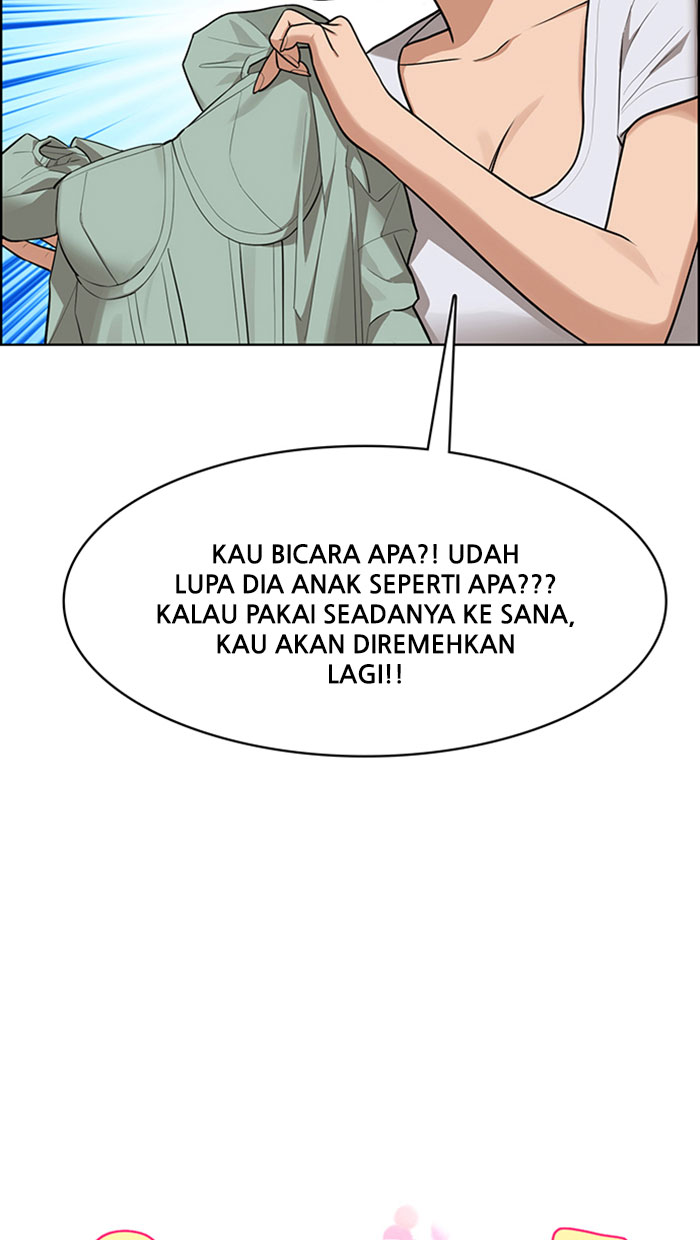 KAU BICARA APA?! UDAH
LUPA DIA ANAK SEPERTI APA???
KALAU PAKAI SEADANYA KE SANA,
KAU AKAN DIREMEHKAN
LAGI!!